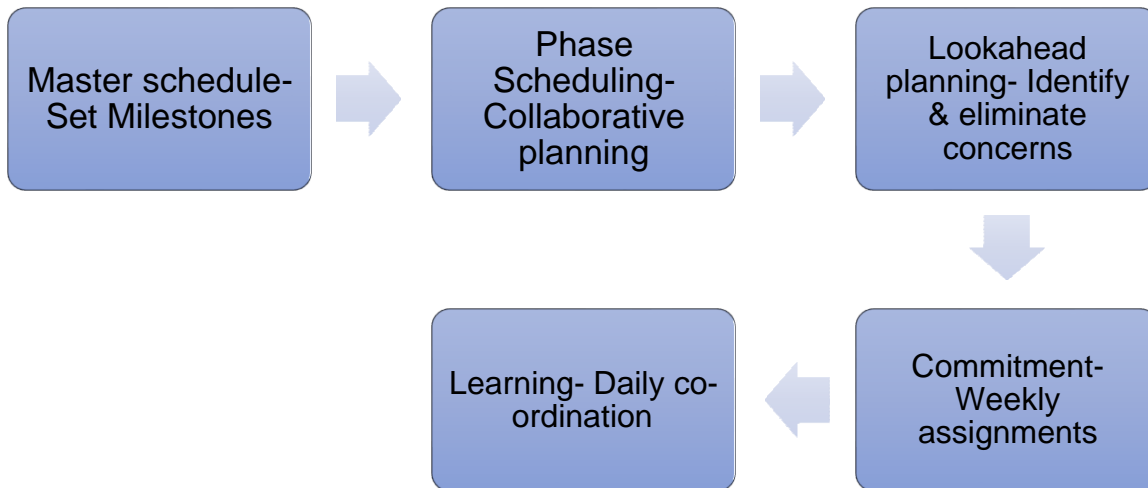 Master schedule-
Set Milestones
Phase
Scheduling-
Collaborative
planning
Lookahead
planning- Identify
& eliminate
concerns
Commitment-
Weekly
assignments
Learning- Daily co-
ordination